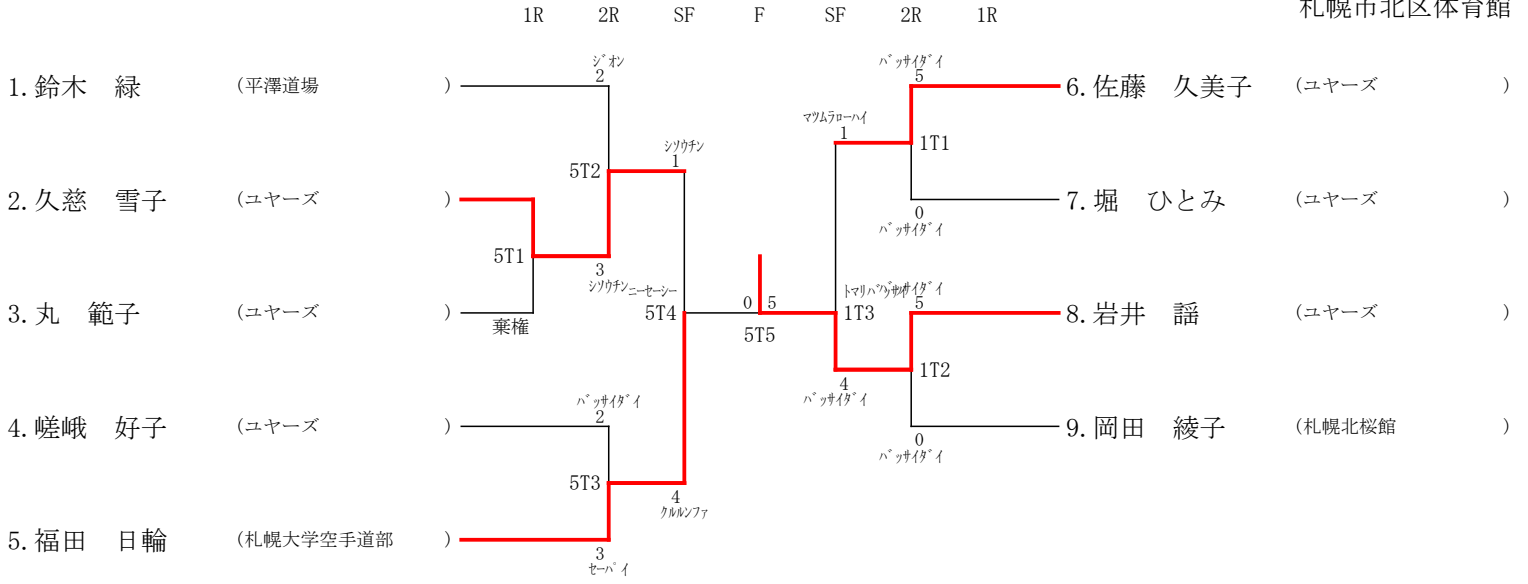 札幌市北区体育館
1R 2R SF F SF 2R 1R
ジオン
2
バッサイダイ
5
1.鈴木 緑 (平澤道場 )
6.佐藤 久美子 (ユヤーズ )
マツムラローハイ
1
シソウチン
1
1T1
5T2
2.久慈 雪子 (ユヤーズ )
7.堀 ひとみ (ユヤーズ )
0
バッサイダイ
5T1
3
シソウチン
ニーセーシー
バッサイダイ
5
0 5
3.丸 範子 (ユヤーズ )
棄権
5T4
1T3
8.岩井 謡 (ユヤーズ )
5T5
1T2
4
バッサイダイ
バッサイダイ
2
4.嵯峨 好子 (ユヤーズ )
9.岡田 綾子 (札幌北桜館 )
0
バッサイダイ
5T3
4
クルルンファ
5.福田 日輪 (札幌大学空手道部 )
3
セーパイ